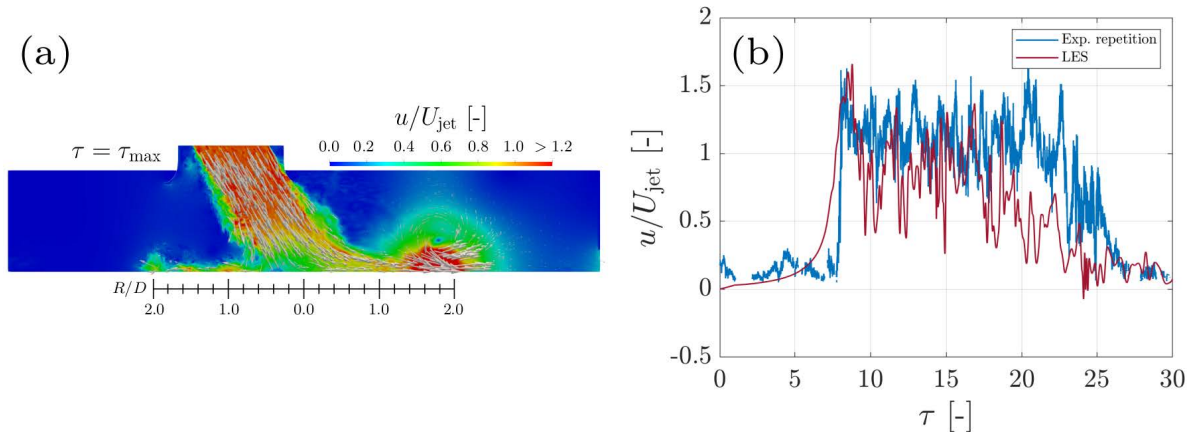 (a)
u/U_jet [-]
τ = τ_max
0.0 0.2 0.4 0.6 0.8 1.0 > 1.2
R/D
2.0 1.0 0.0 1.0 2.0
(b)
Exp. repetition
LES
2
1.5
1
0.5
0
-0.5
u/U_jet [-]
0 5 10 15 20 25 30
τ [-]